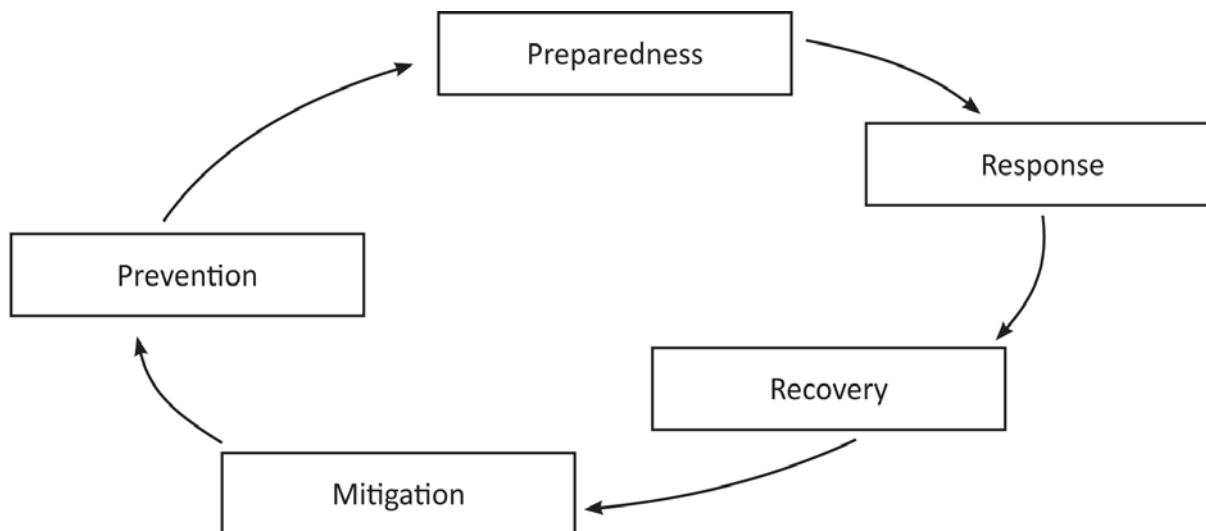 Preparedness
Response
Prevention
Recovery
Mitigation